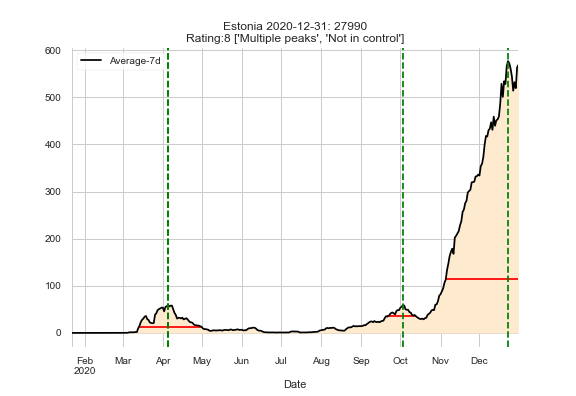 Estonia 2020-12-31: 27990
Rating:8 ['Multiple peaks', 'Not in control']
Average-7d
600
500
400
300
200
100
0
Feb Mar Apr May Jun Jul Aug Sep Oct Nov Dec
2020
Date